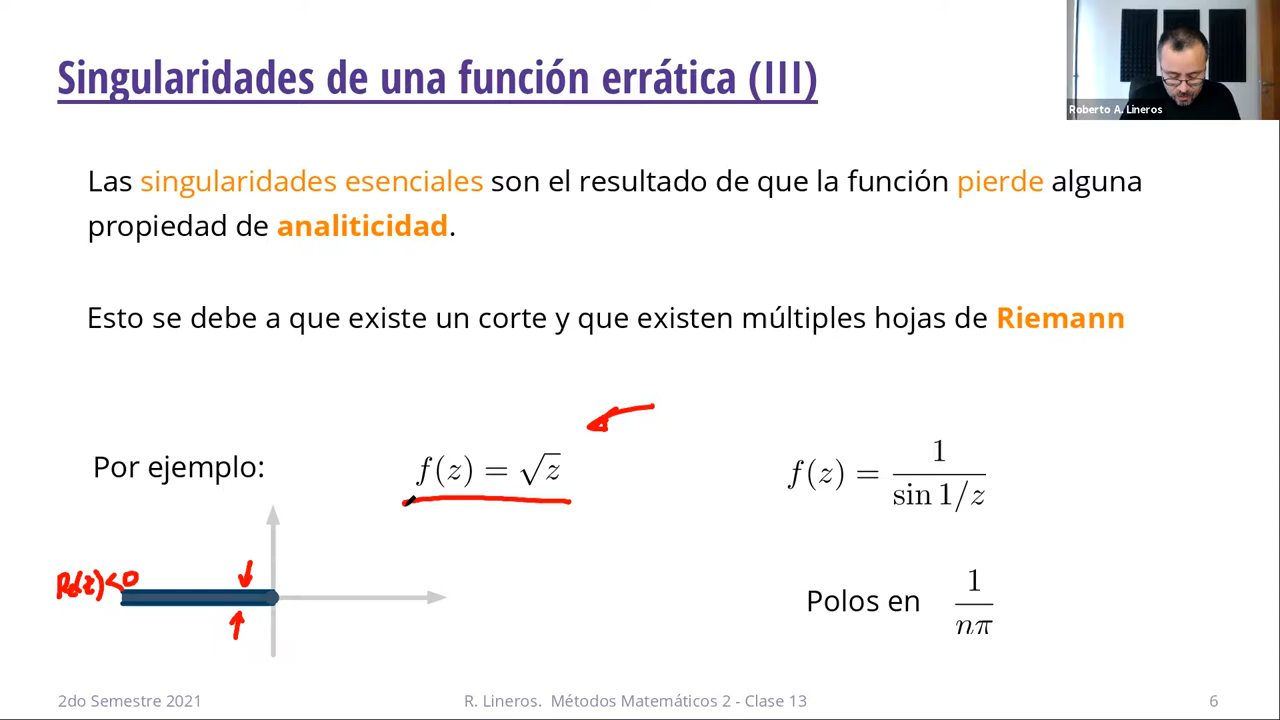 Singularidades de una función errática (III)
Roberto A. Lineros
Las singularidades esenciales son el resultado de que la función pierde alguna
propiedad de analiticidad.
Esto se debe a que existe un corte y que existen múltiples hojas de Riemann
Por ejemplo:
f(z) = √z
f(z) = 1 / sin 1/z
Re(z)<0
Polos en 1 / nπ
2do Semestre 2021
R. Lineros. Métodos Matemáticos 2 - Clase 13
6